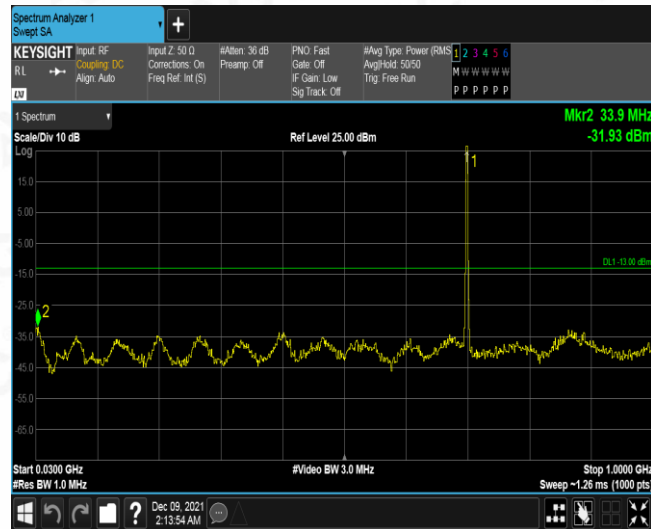 Spectrum Analyzer 1
Swept SA
+
KEYSIGHT Input: RF Input Z: 50 Ω #Atten: 36 dB PNO: Fast #Avg Type: Power (RMS 1 2 3 4 5 6
RL Coupling: DC Corrections: On Preamp: Off Gate: Off Avg|Hold: 50/50 M W W W W W
Align: Auto Freq Ref: Int (S) IF Gain: Low Trig: Free Run
LXI Sig Track: Off P P P P P P
1 Spectrum Mkr2 33.9 MHz
Scale/Div 10 dB Ref Level 25.00 dBm -31.93 dBm
Log
1
15.0
5.00
-5.00
DL1 -13.00 dBm
-15.0
-25.0
2
-35.0
-45.0
-55.0
-65.0
Start 0.0300 GHz #Video BW 3.0 MHz Stop 1.0000 GHz
#Res BW 1.0 MHz Sweep ~1.26 ms (1000 pts)
? Dec 09, 2021
2:13:54 AM